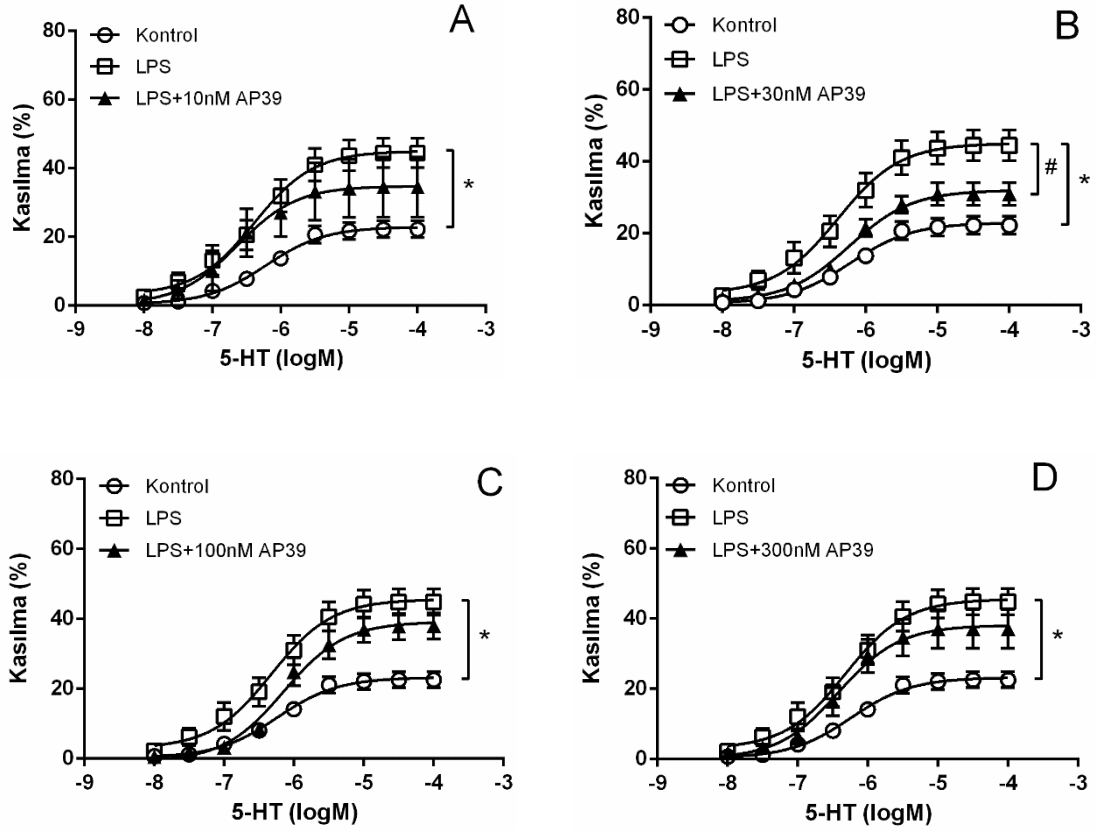 A
80
60
40
20
0
Kasılma (%)
Kontrol
LPS
LPS+10nM AP39
*
-9 -8 -7 -6 -5 -4 -3
5-HT (logM)
B
80
60
40
20
0
Kasılma (%)
Kontrol
LPS
LPS+30nM AP39
#
*
-9 -8 -7 -6 -5 -4 -3
5-HT (logM)
C
80
60
40
20
0
Kasılma (%)
Kontrol
LPS
LPS+100nM AP39
*
-9 -8 -7 -6 -5 -4 -3
5-HT (logM)
D
80
60
40
20
0
Kasılma (%)
Kontrol
LPS
LPS+300nM AP39
*
-9 -8 -7 -6 -5 -4 -3
5-HT (logM)